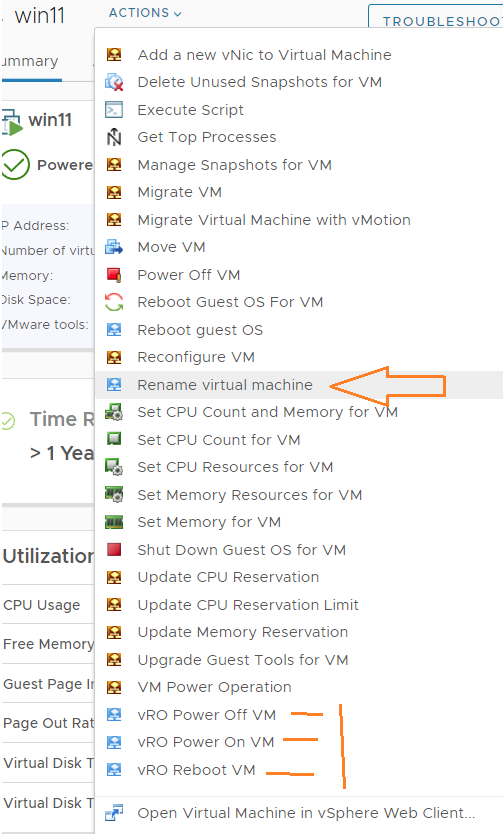 win11
ACTIONS
TROUBLESHOO
ummary
win11
Powere
P Address:
Number of virtu
Memory:
Disk Space:
VMware tools:
Time R
> 1 Yea
Utilization
CPU Usage
Free Memory
Guest Page I
Page Out Rat
Virtual Disk T
Virtual Disk T
Add a new vNic to Virtual Machine
Delete Unused Snapshots for VM
Execute Script
Get Top Processes
Manage Snapshots for VM
Migrate VM
Migrate Virtual Machine with vMotion
Move VM
Power Off VM
Reboot Guest OS For VM
Reboot guest OS
Reconfigure VM
Rename virtual machine
Set CPU Count and Memory for VM
Set CPU Count for VM
Set CPU Resources for VM
Set Memory Resources for VM
Set Memory for VM
Shut Down Guest OS for VM
Update CPU Reservation
Update CPU Reservation Limit
Update Memory Reservation
Upgrade Guest Tools for VM
VM Power Operation
vRO Power Off VM
vRO Power On VM
vRO Reboot VM
Open Virtual Machine in vSphere Web Client...